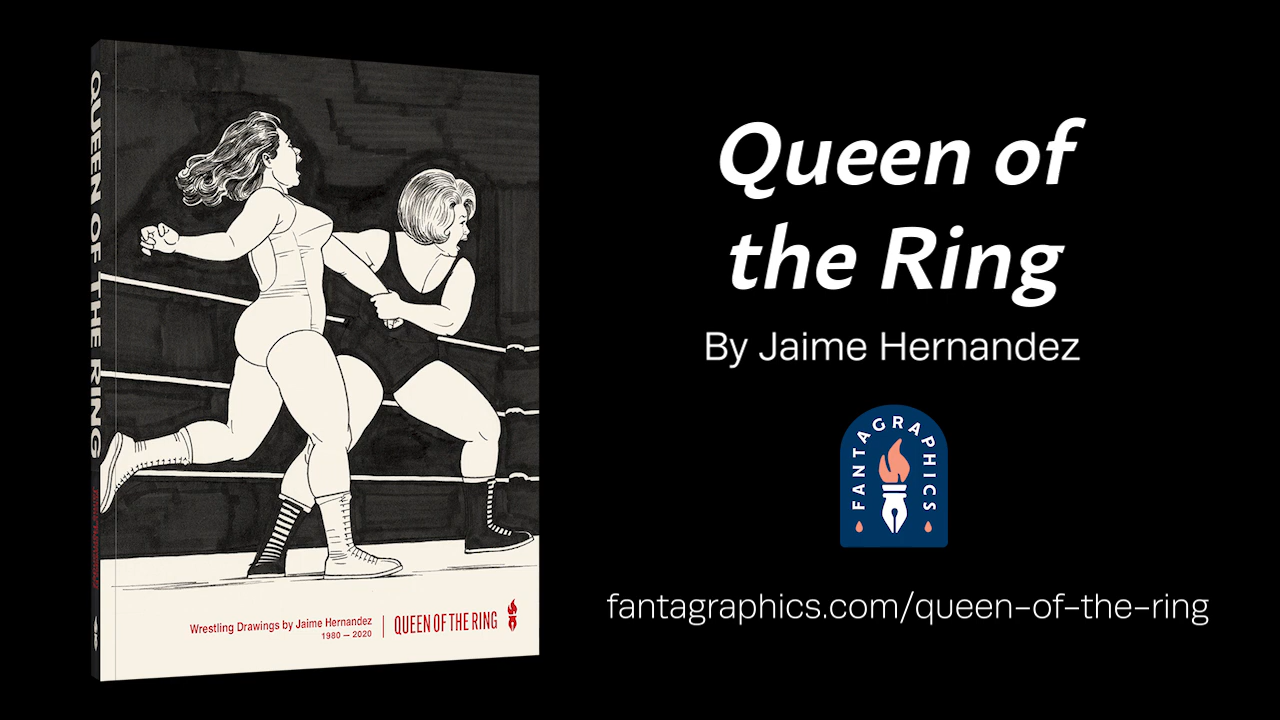 QUEEN OF THE RING
Wrestling Drawings by Jaime Hernandez
1980 — 2020
QUEEN OF THE RING
Queen of
the Ring
By Jaime Hernandez
FANTAGRAPHICS
fantagraphics.com/queen-of-the-ring